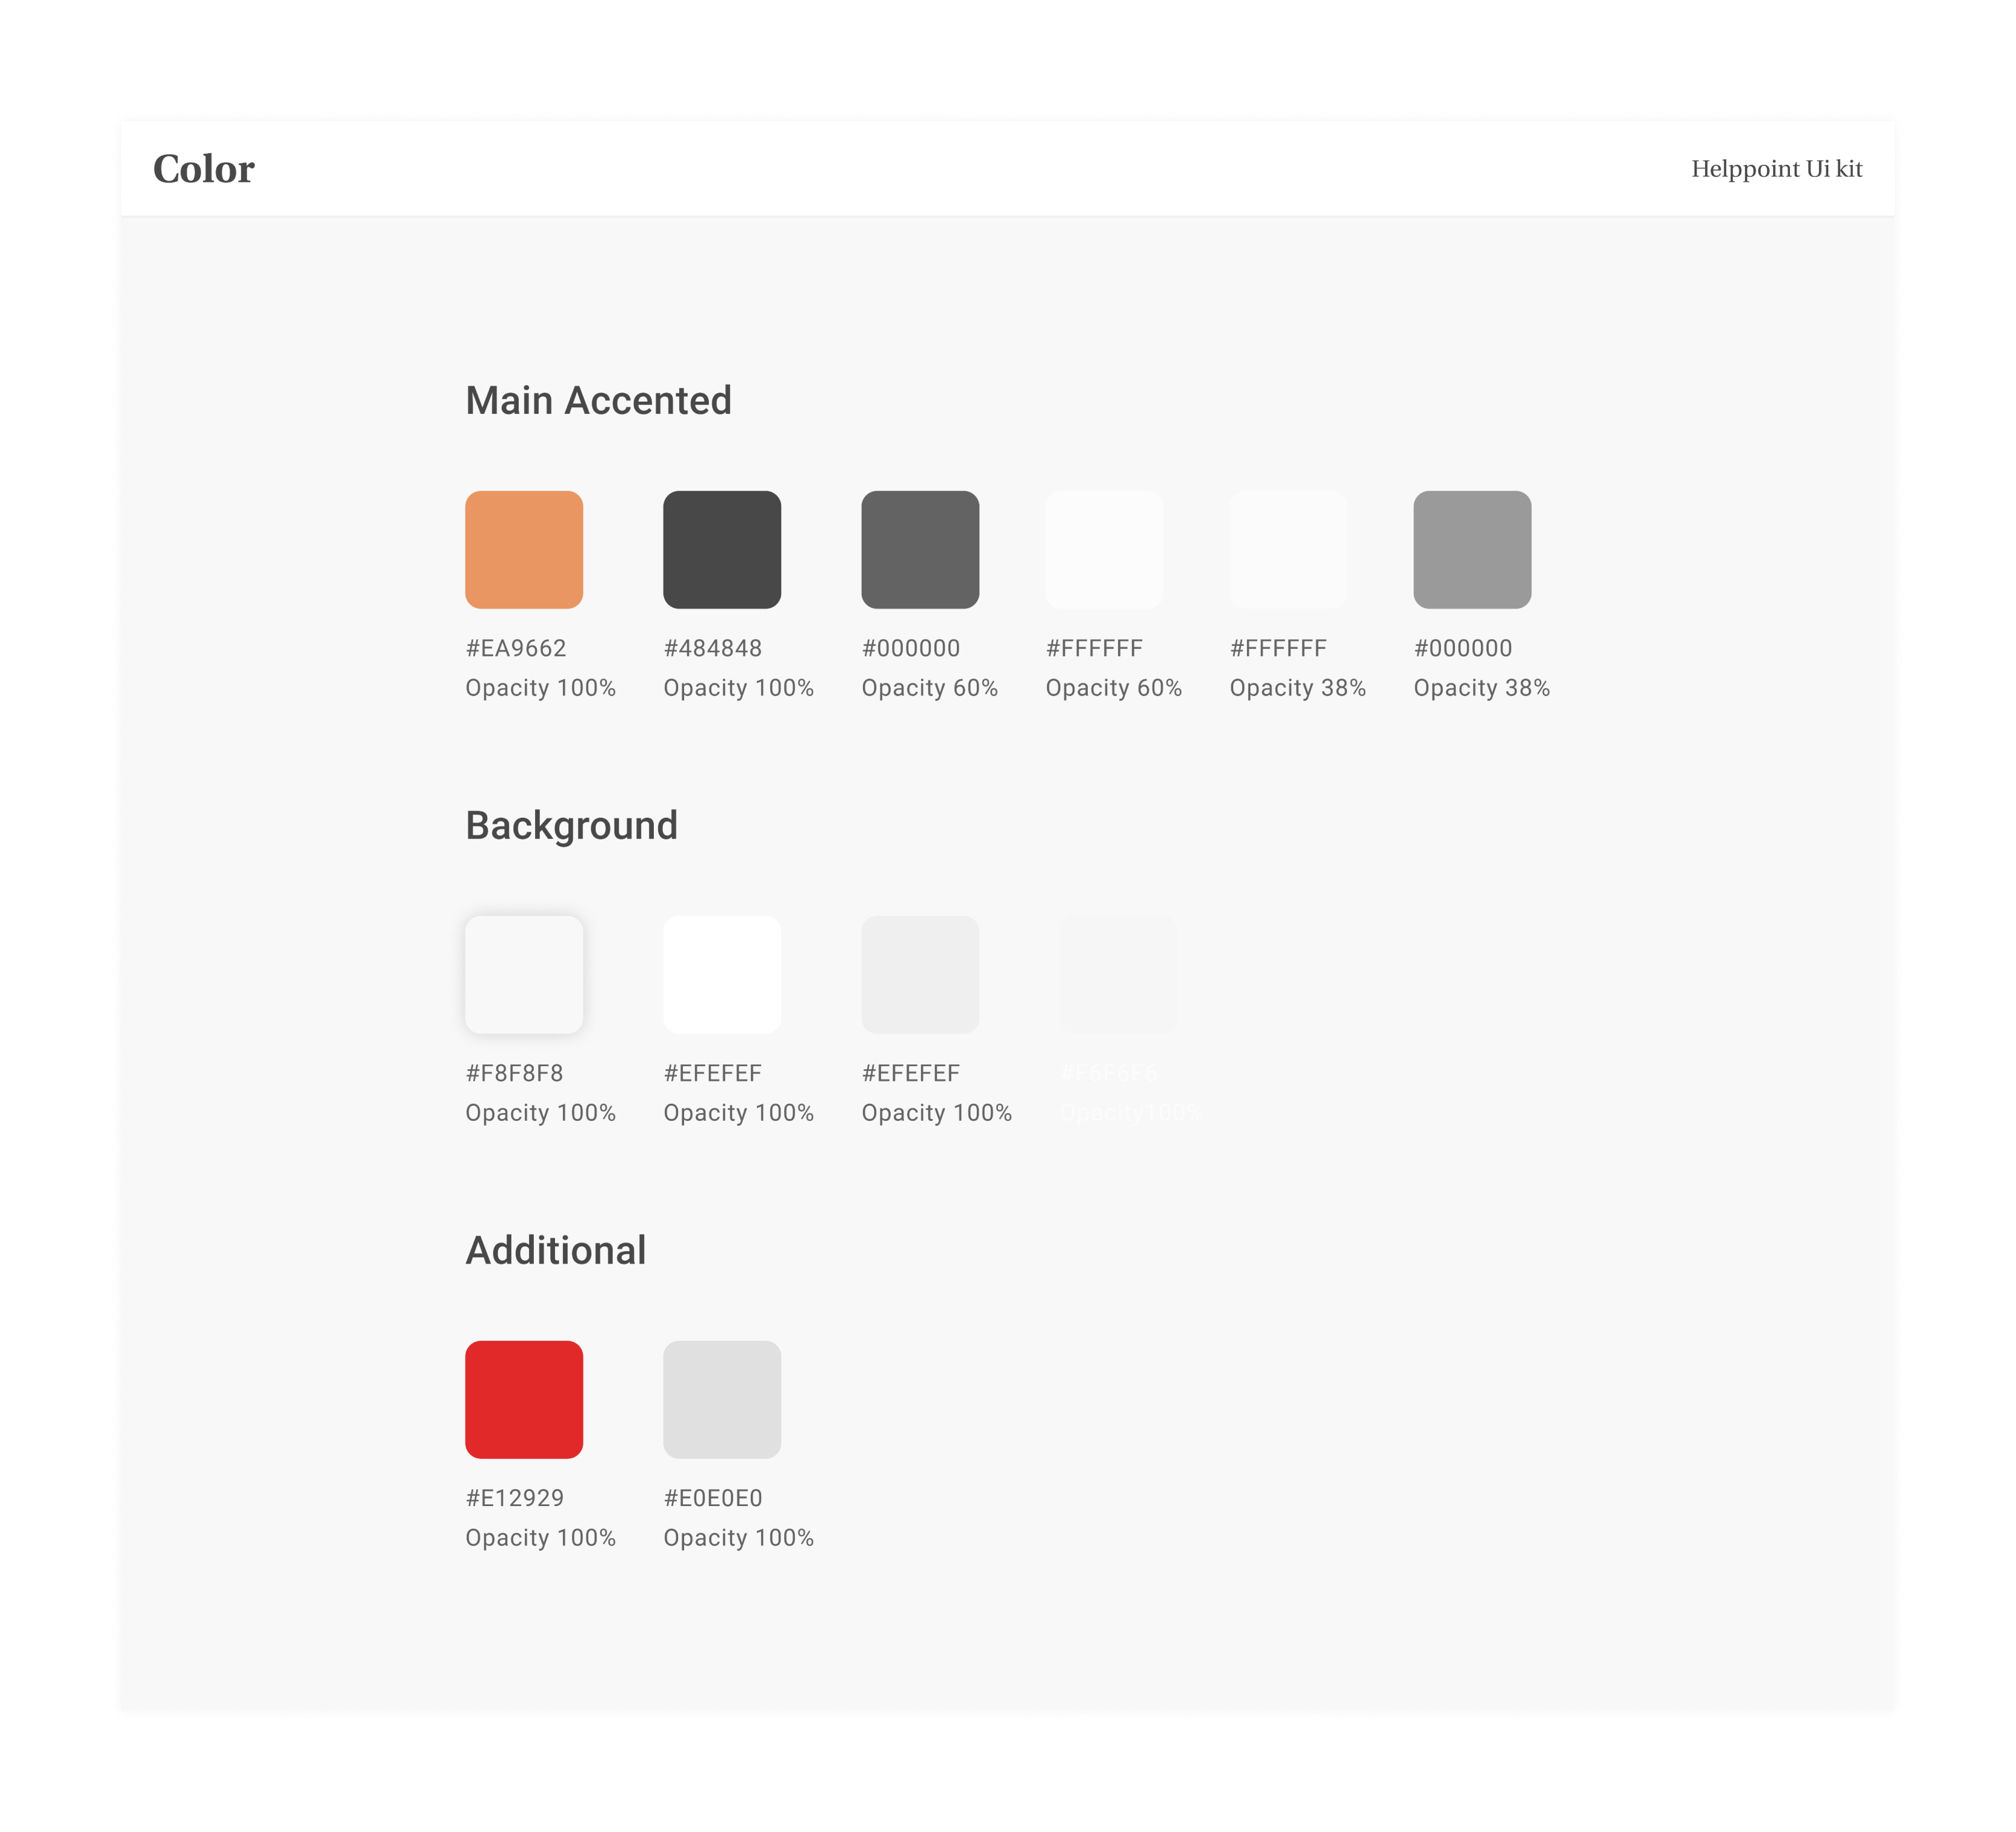 Color
Helppoint Ui kit
Main Accented
#EA9662
Opacity 100%
#484848
Opacity 100%
#000000
Opacity 60%
#FFFFFF
Opacity 60%
#FFFFFF
Opacity 38%
#000000
Opacity 38%
Background
#F8F8F8
Opacity 100%
#EFEFEF
Opacity 100%
#EFEFEF
Opacity 100%
#F6F6F6
Opacity100%
Additional
#E12929
Opacity 100%
#E0E0E0
Opacity 100%